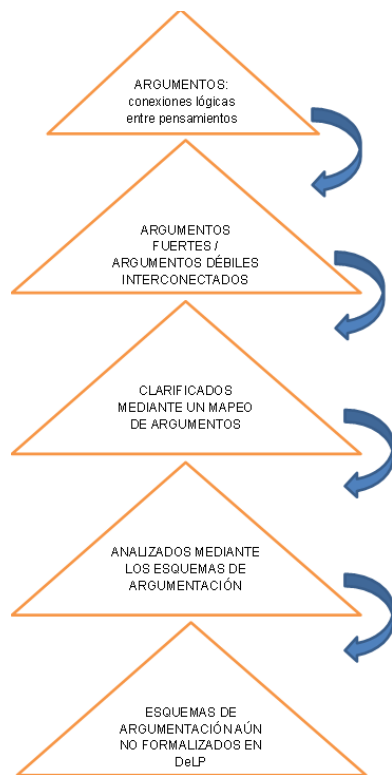 ARGUMENTOS:
conexiones lógicas
entre pensamientos
ARGUMENTOS
FUERTES /
ARGUMENTOS DÉBILES
INTERCONECTADOS
CLARIFICADOS
MEDIANTE UN MAPEO
DE ARGUMENTOS
ANALIZADOS MEDIANTE
LOS ESQUEMAS DE
ARGUMENTACIÓN
ESQUEMAS DE
ARGUMENTACIÓN AÚN
NO FORMALIZADOS EN
DeLP